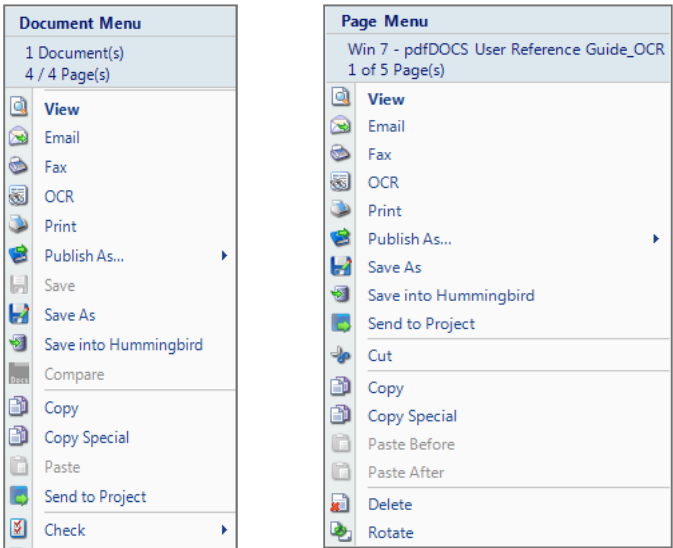 Document Menu
1 Document(s)
4 / 4 Page(s)
View
Email
Fax
OCR
Print
Publish As...
Save
Save As
Save into Hummingbird
Docs
Compare
Copy
Copy Special
Paste
Send to Project
Check
Page Menu
Win 7 - pdfDOCS User Reference Guide_OCR
1 of 5 Page(s)
View
Email
Fax
OCR
Print
Publish As...
Save As
Save into Hummingbird
Send to Project
Cut
Copy
Copy Special
Paste Before
Paste After
Delete
Rotate